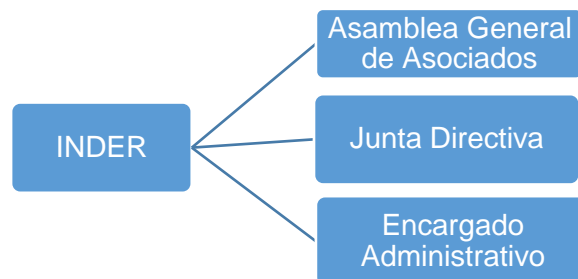 INDER
Asamblea General
de Asociados
Junta Directiva
Encargado
Administrativo